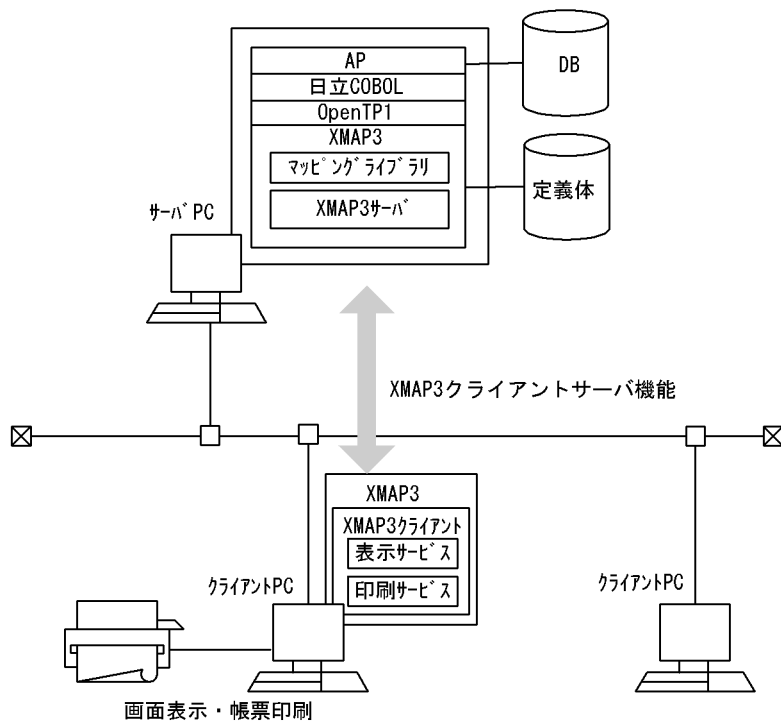 AP
日立COBOL
OpenTP1
XMAP3
マッピングライブラリ
XMAP3サーバ
DB
定義体
サーバPC
XMAP3クライアントサーバ機能
XMAP3
XMAP3クライアント
表示サービス
印刷サービス
クライアントPC
クライアントPC
画面表示・帳票印刷